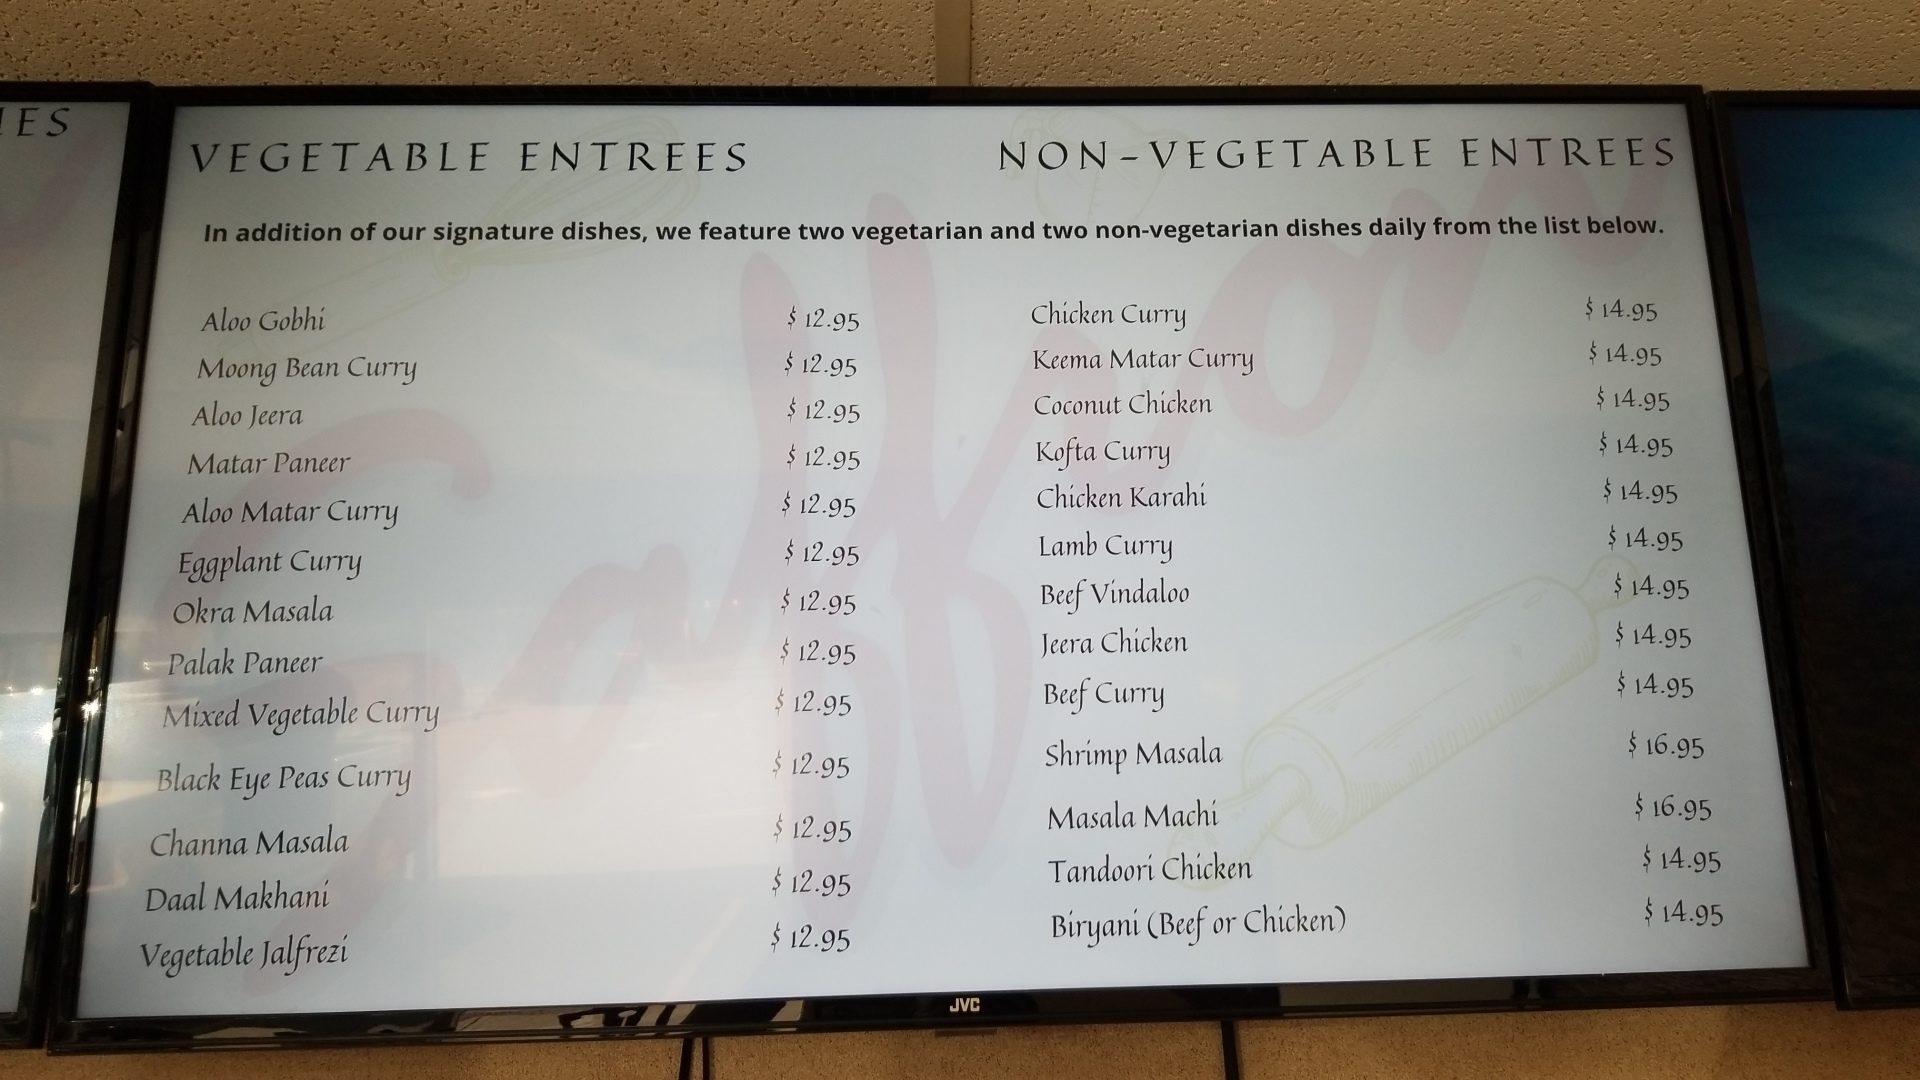 IES
VEGETABLE ENTREES
NON-VEGETABLE ENTREES
In addition of our signature dishes, we feature two vegetarian and two non-vegetarian dishes daily from the list below.
Aloo Gobhi $ 12.95
Moong Bean Curry $ 12.95
Aloo Jeera $ 12.95
Matar Paneer $ 12.95
Aloo Matar Curry $ 12.95
Eggplant Curry $ 12.95
Okra Masala $ 12.95
Palak Paneer $ 12.95
Mixed Vegetable Curry $ 12.95
Black Eye Peas Curry $ 12.95
Channa Masala $ 12.95
Daal Makhani $ 12.95
Vegetable Jalfrezi $ 12.95
Chicken Curry $ 14.95
Keema Matar Curry $ 14.95
Coconut Chicken $ 14.95
Kofta Curry $ 14.95
Chicken Karahi $ 14.95
Lamb Curry $ 14.95
Beef Vindaloo $ 14.95
Jeera Chicken $ 14.95
Beef Curry $ 14.95
Shrimp Masala $ 16.95
Masala Machi $ 16.95
Tandoori Chicken $ 14.95
Biryani (Beef or Chicken) $ 14.95
Saffron
JVC